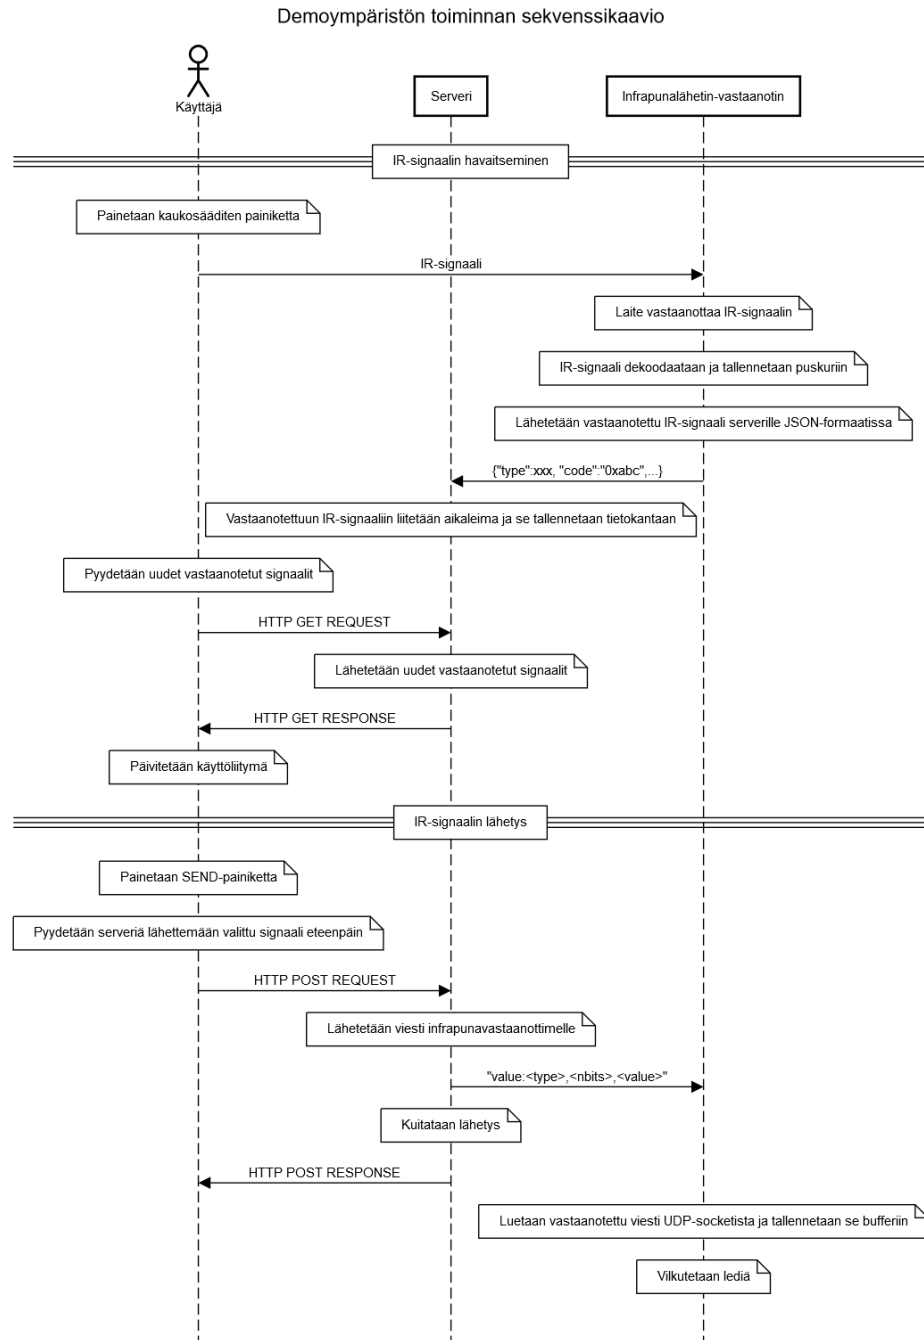 Demoympäristön toiminnan sekvenssikaavio
Käyttäjä
Serveri
Infrapunalähetin-vastaanotin
IR-signaalin havaitseminen
Painetaan kaukosääditen painiketta
IR-signaali
Laite vastaanottaa IR-signaalin
IR-signaali dekoodaataan ja tallennetaan puskuriin
Lähetetään vastaanotettu IR-signaali serverille JSON-formaatissa
{"type":xxx, "code":"0xabc",...}
Vastaanotettuun IR-signaaliin liitetään aikaleima ja se tallennetaan tietokantaan
Pyydetään uudet vastaanotetut signaalit
HTTP GET REQUEST
Lähetetään uudet vastaanotetut signaalit
HTTP GET RESPONSE
Päivitetään käyttöliitymä
IR-signaalin lähetys
Painetaan SEND-painiketta
Pyydetään serveriä lähettemään valittu signaali eteenpäin
HTTP POST REQUEST
Lähetetään viesti infrapunavastaanottimelle
"value:<type>,<nbits>,<value>"
Kuitataan lähetys
HTTP POST RESPONSE
Luetaan vastaanotettu viesti UDP-socketista ja tallennetaan se bufferiin
Vilkutetaan lediä